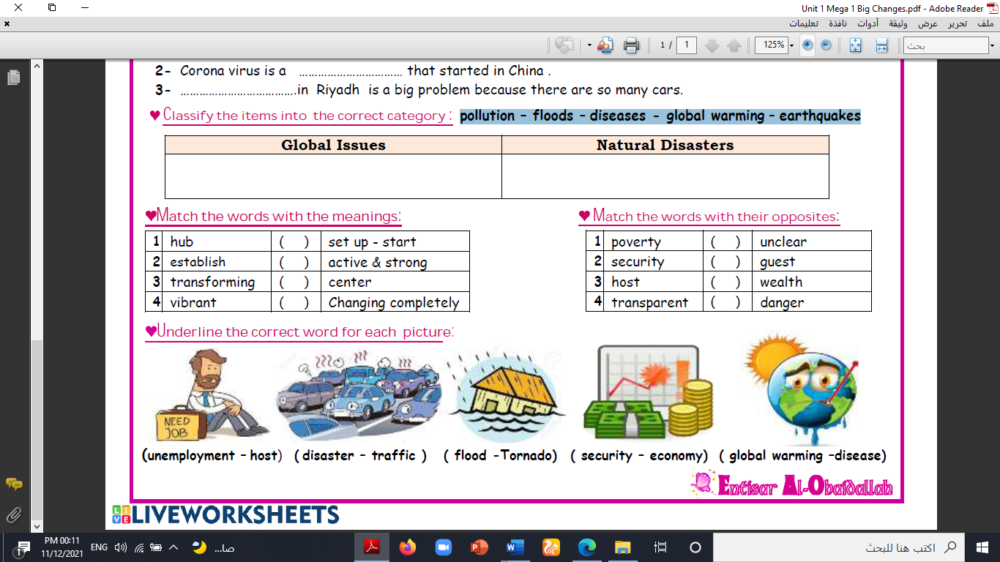 Unit 1 Mega 1 Big Changes.pdf - Adobe Reader
ملف تحرير عرض وثيقة أدوات نافذة تعليمات
1 / 1 125% بحث
2- Corona virus is a ................................ that started in China .
3- ....................................in Riyadh is a big problem because there are so many cars.
♥ Classify the items into the correct category : pollution – floods – diseases - global warming – earthquakes
Global Issues Natural Disasters
♥Match the words with the meanings:
1 hub ( ) set up - start
2 establish ( ) active & strong
3 transforming ( ) center
4 vibrant ( ) Changing completely
♥ Match the words with their opposites:
1 poverty ( ) unclear
2 security ( ) guest
3 host ( ) wealth
4 transparent ( ) danger
♥Underline the correct word for each picture:
NEED
JOB
(unemployment – host) ( disaster – traffic ) ( flood -Tornado) ( security – economy) ( global warming –disease)
Entisar Al-Obaidallah
LIVE LIVEWORKSHEETS
PM 00:11
11/12/2021
1
ENG
صا...
اكتب هنا للبحث